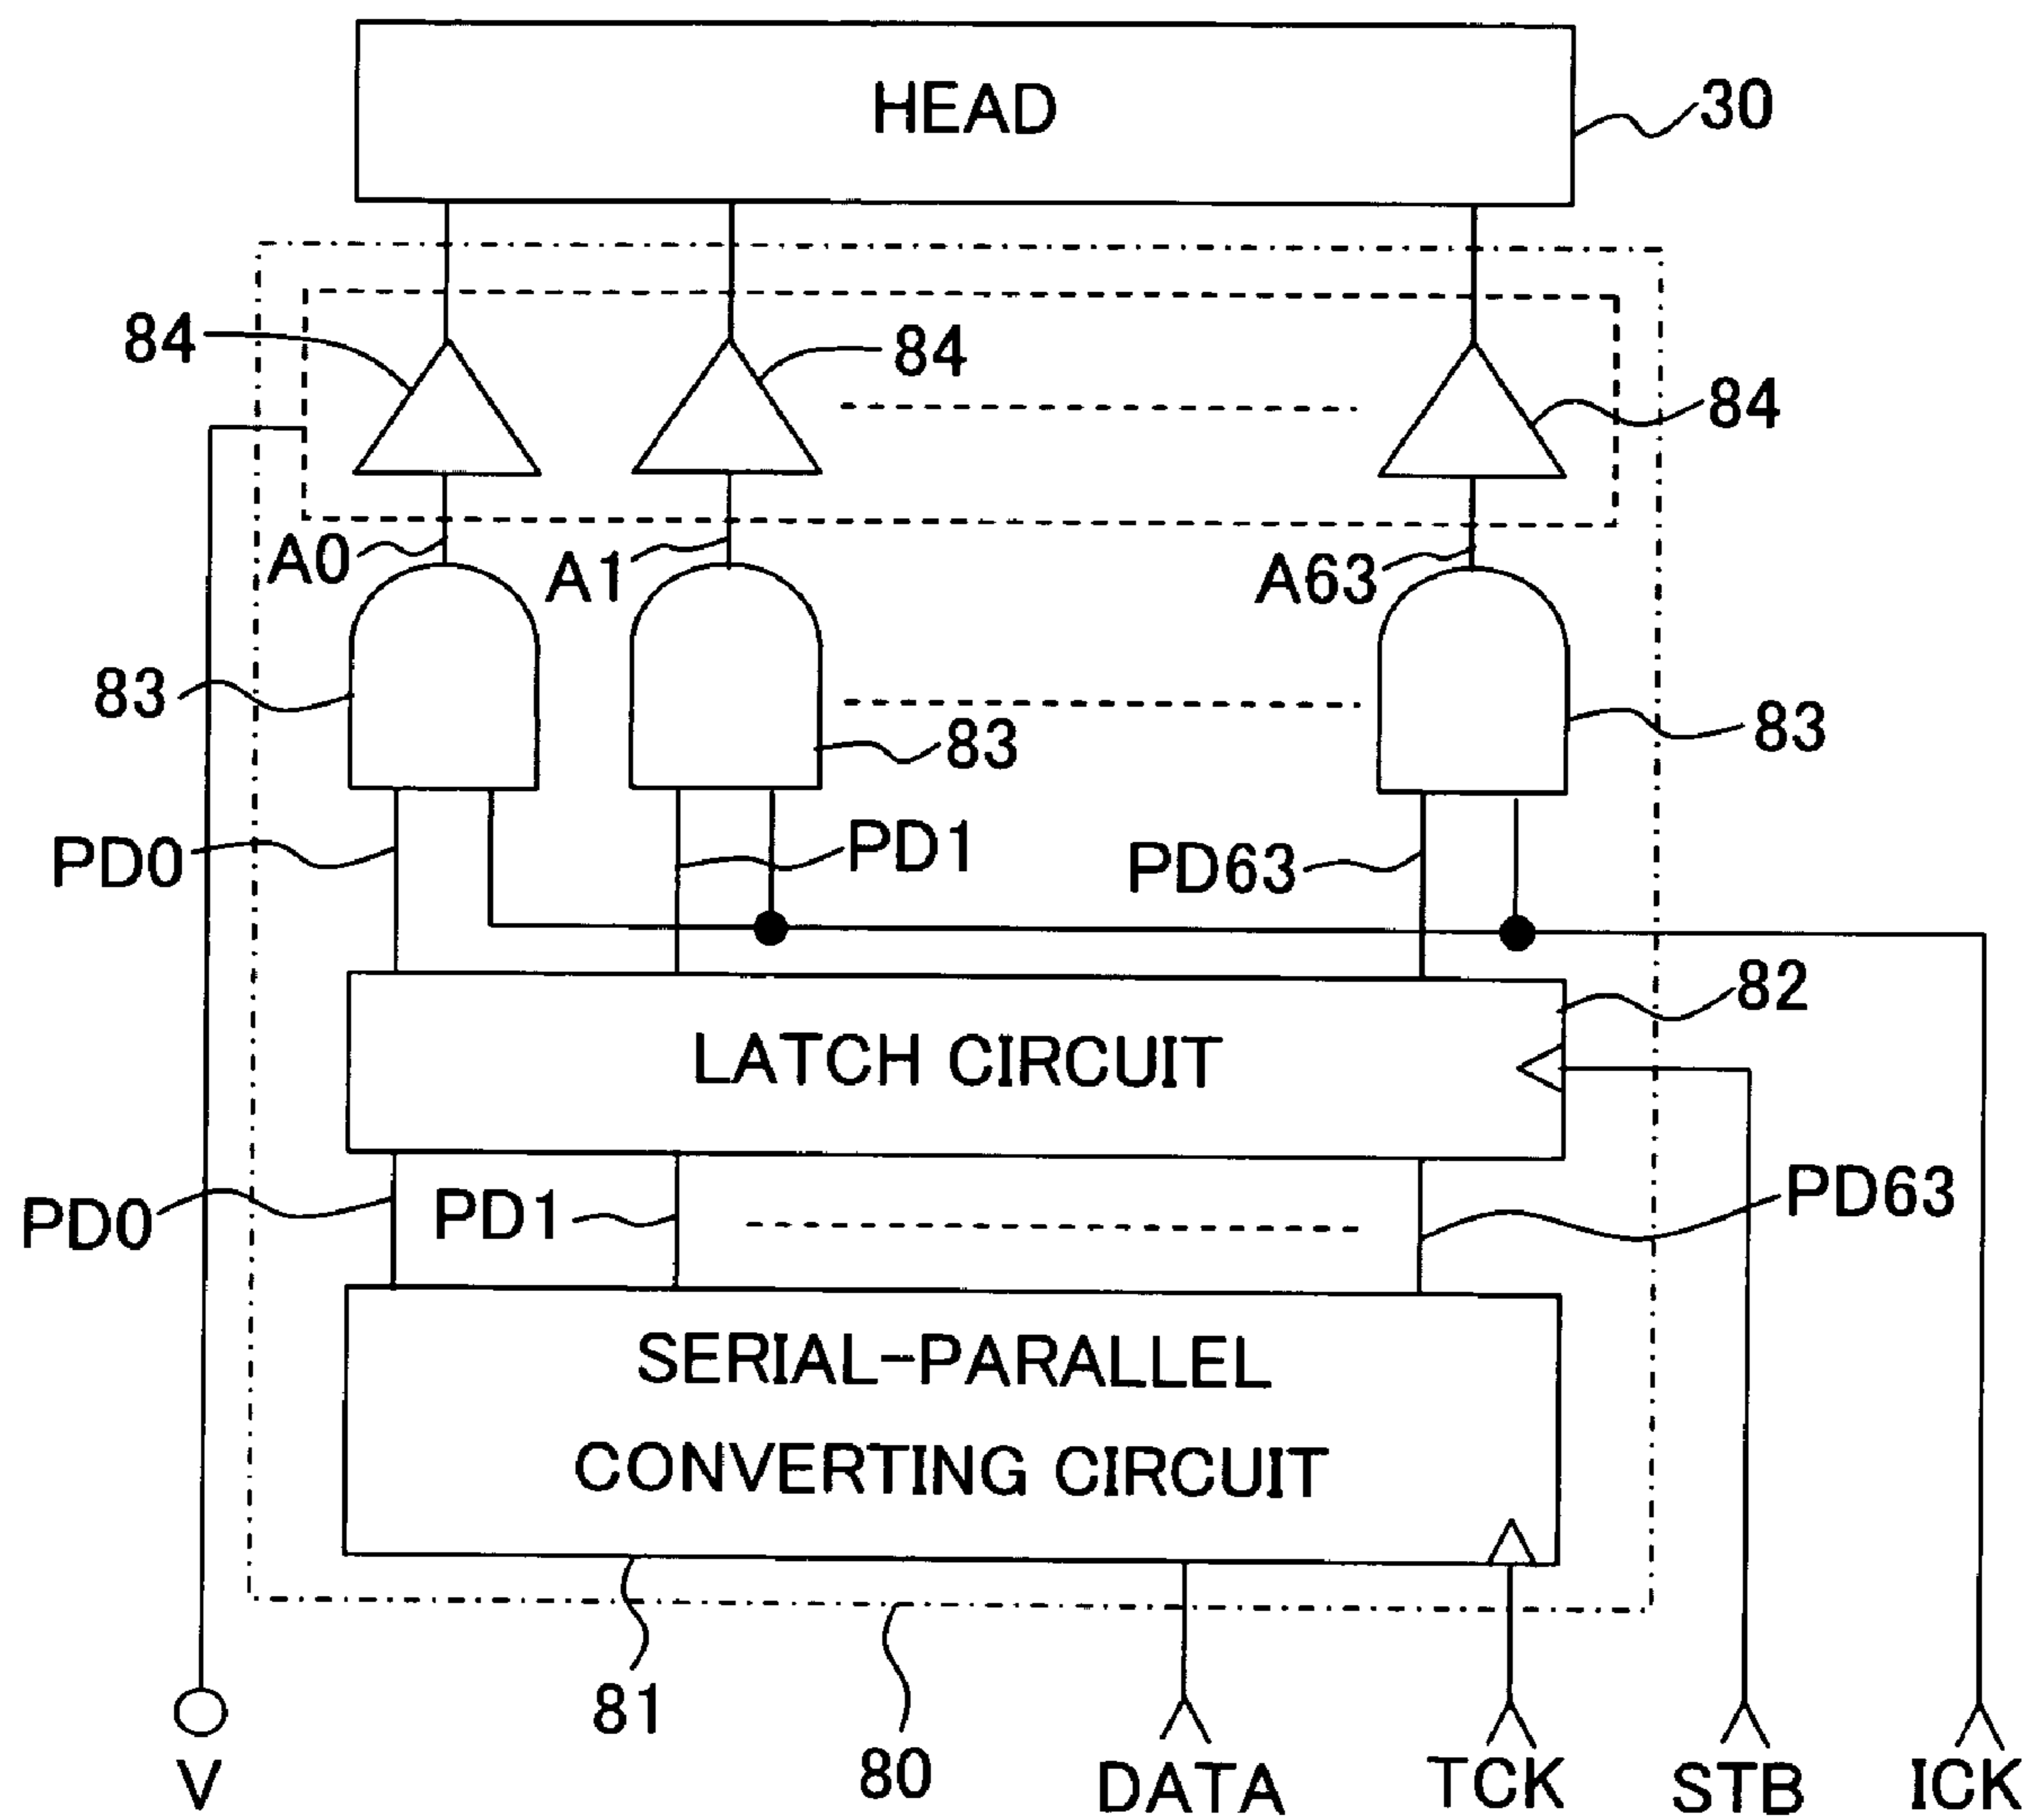 HEAD
30
84
84
84
A0
A1
A63
83
83
83
PD0
PD1
PD63
82
LATCH CIRCUIT
PD0
PD1
PD63
SERIAL-PARALLEL
CONVERTING CIRCUIT
81
80
V
DATA
TCK
STB
ICK